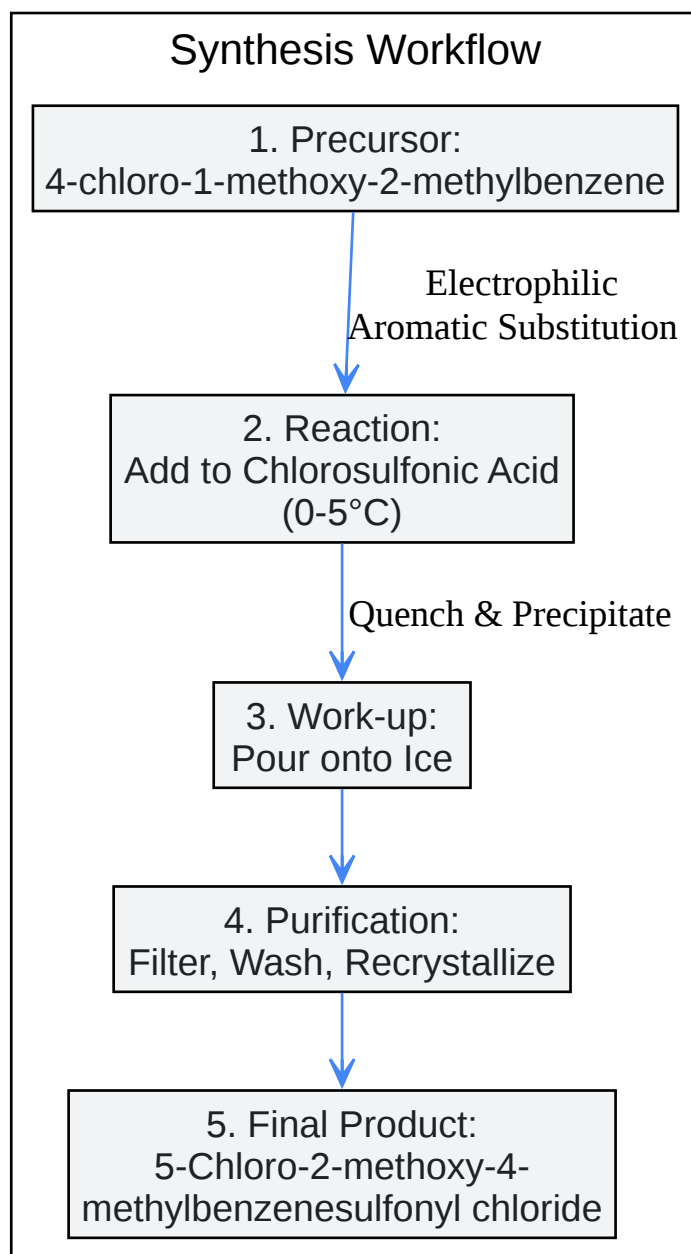 Synthesis Workflow
1. Precursor:
4-chloro-1-methoxy-2-methylbenzene
Electrophilic
Aromatic Substitution
2. Reaction:
Add to Chlorosulfonic Acid
(0-5°C)
Quench & Precipitate
3. Work-up:
Pour onto Ice
4. Purification:
Filter, Wash, Recrystallize
5. Final Product:
5-Chloro-2-methoxy-4-
methylbenzenesulfonyl chloride